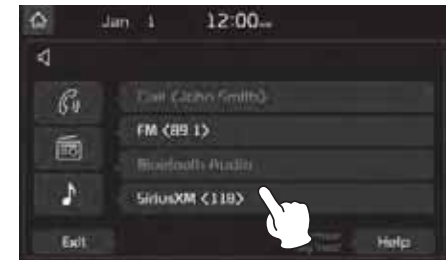 Jan 1 12:00
Call <John Smith>
FM <89.1>
Bluetooth Audio
SiriusXM <118>
Exit
Help